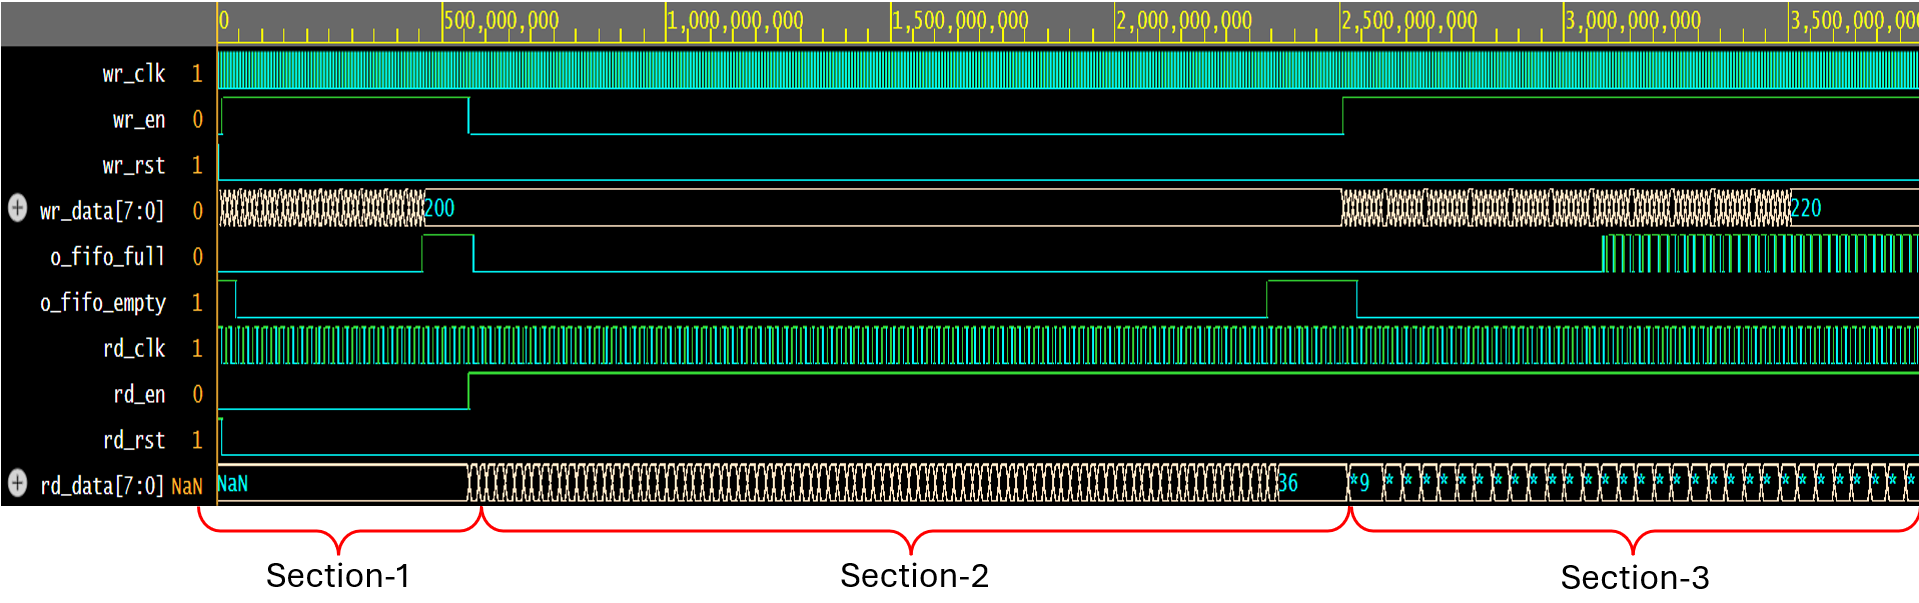 0 500,000,000 1,000,000,000 1,500,000,000 2,000,000,000 2,500,000,000 3,000,000,000 3,500,000,000
wr_clk 1
wr_en 0
wr_rst 1
wr_data[7:0] 0 200 220
o_fifo_full 0
o_fifo_empty 1
rd_clk 1
rd_en 0
rd_rst 1
rd_data[7:0] NaN NaN 36 *9 * * * * * * * * * * * * * * * * * * * * * * * * * * * * * *
Section-1 Section-2 Section-3